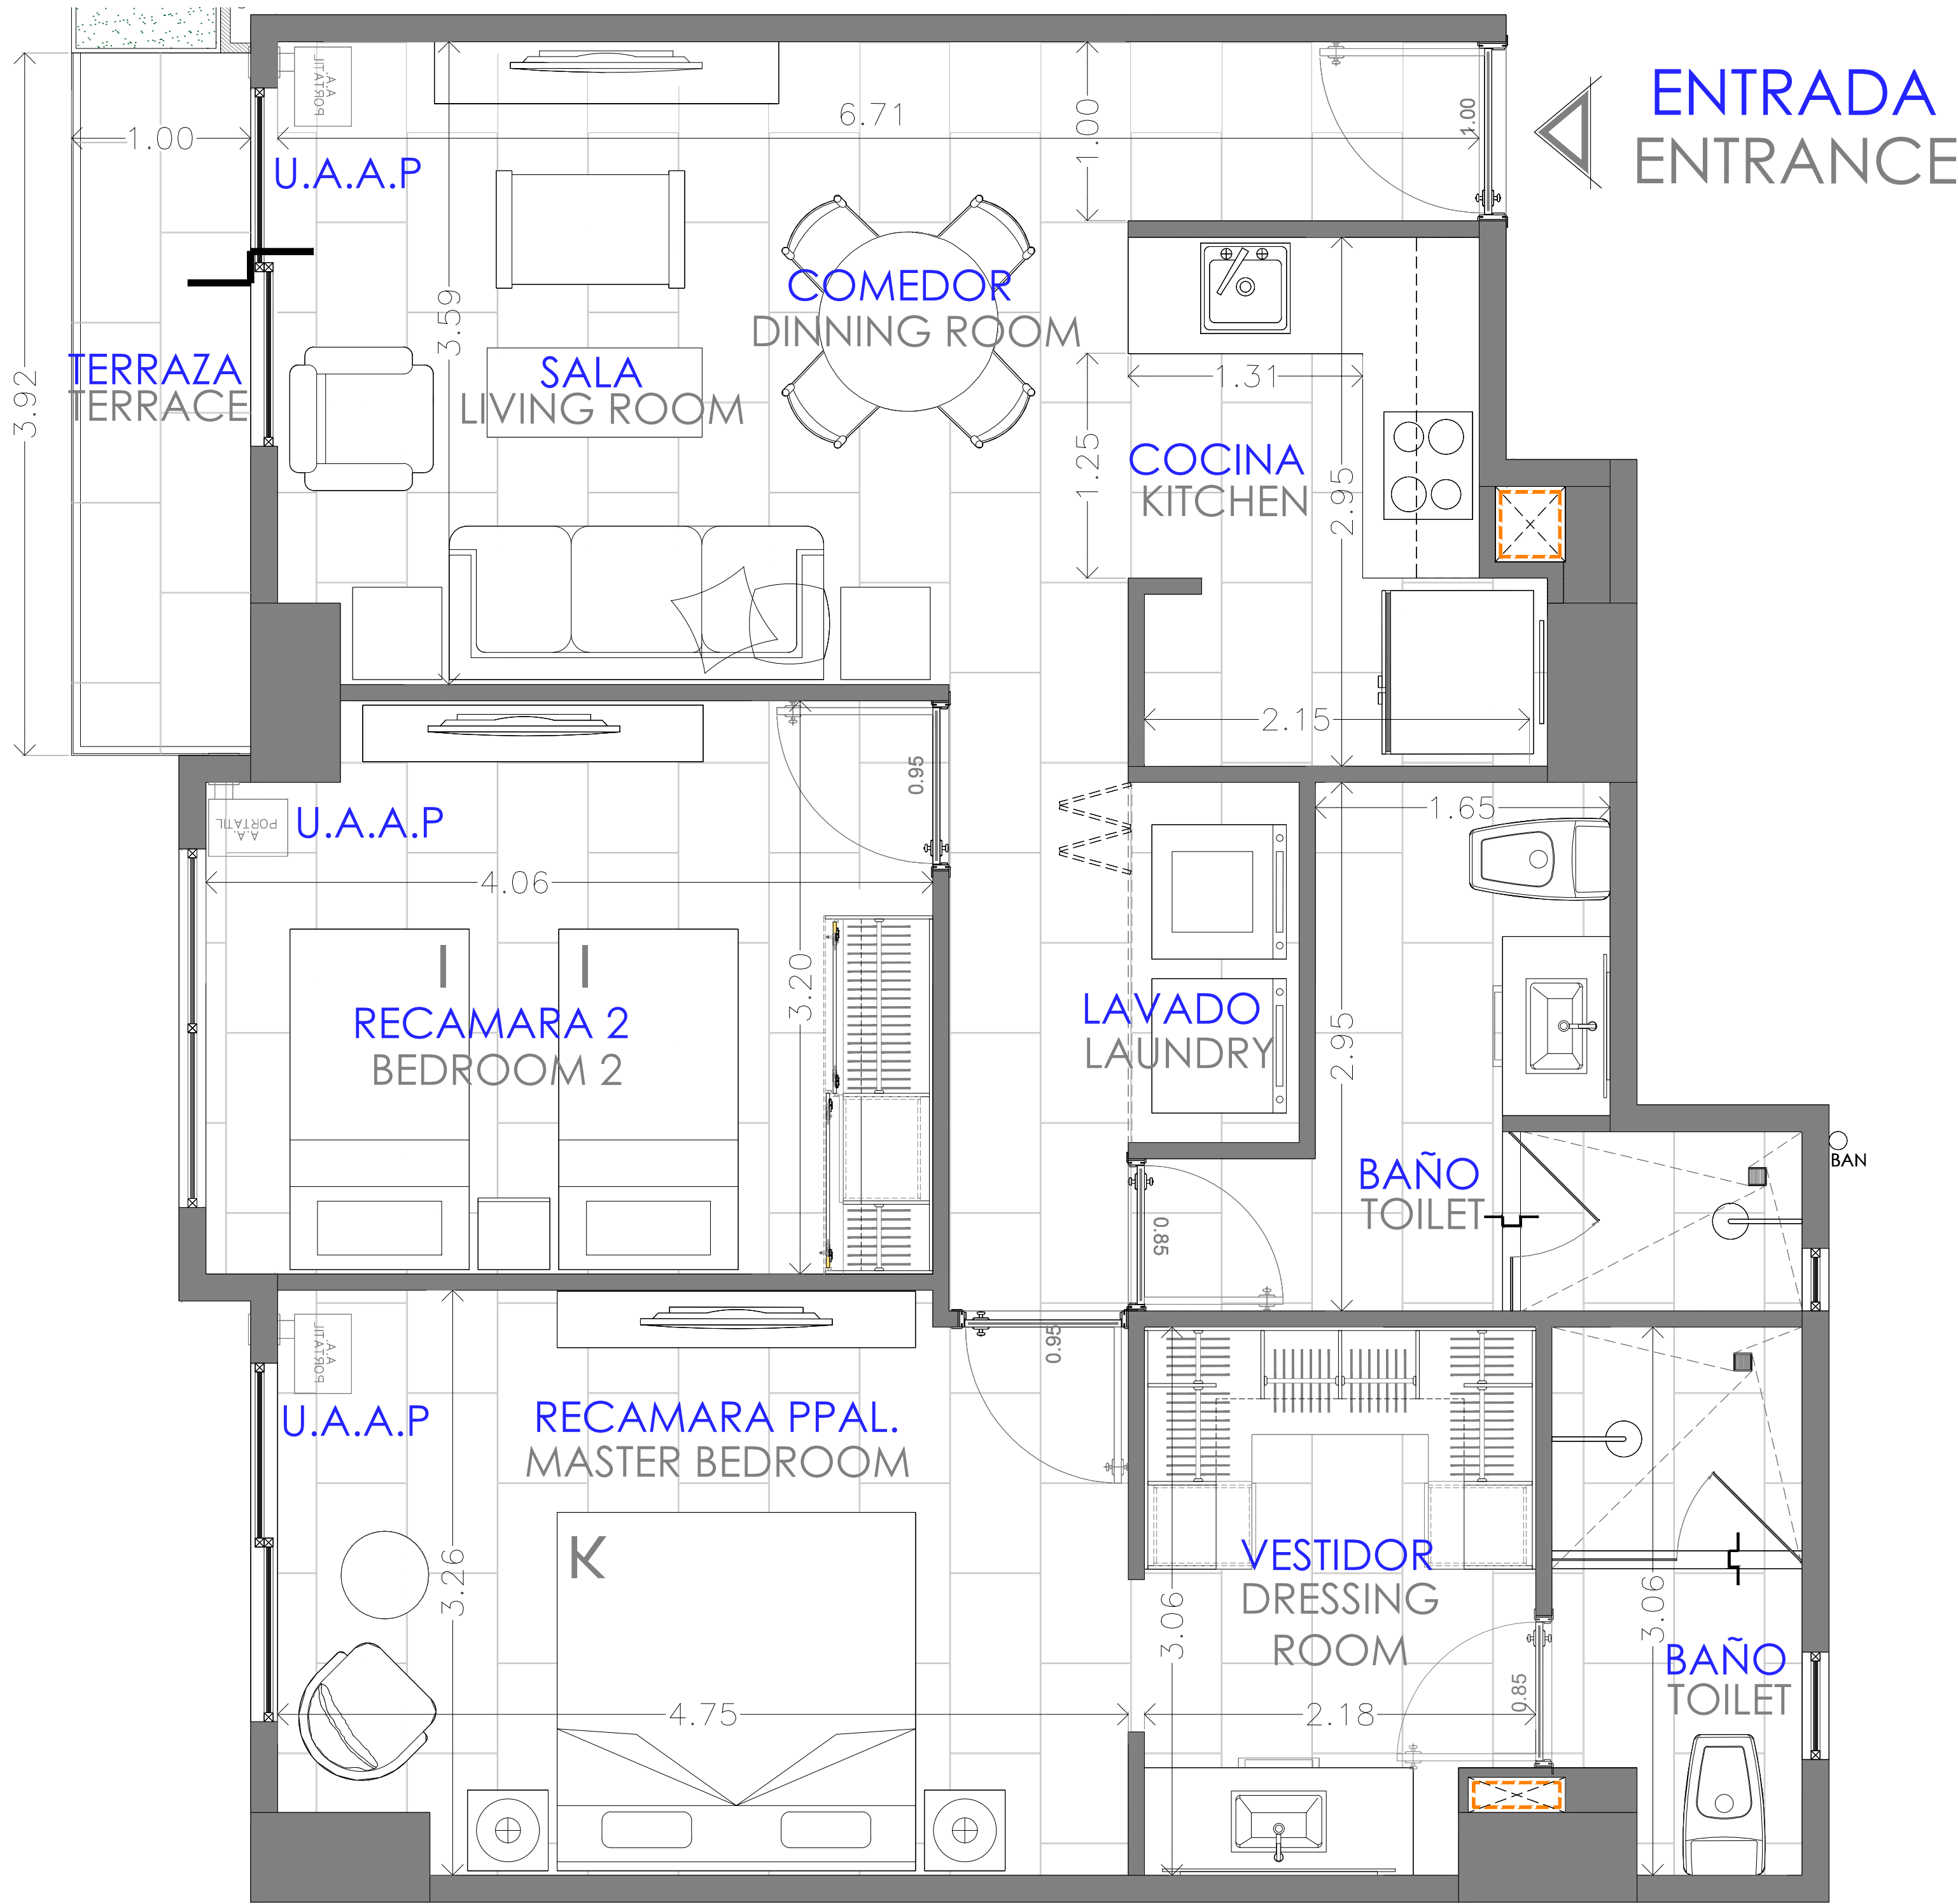 ENTRADA
ENTRANCE
A.A.
PORTATIL
6.71
1.00
1.00
1.00
U.A.A.P
COMEDOR
DINNING ROOM
3.59
3.92
TERRAZA
TERRACE
SALA
LIVING ROOM
1.31
1.25
COCINA
KITCHEN
2.95
2.15
0.95
A.A.
PORTATIL
U.A.A.P
1.65
4.06
3.20
RECAMARA 2
BEDROOM 2
LAVADO
LAUNDRY
2.95
BAÑO
TOILET
BAN
0.85
A.A.
PORTATIL
0.95
U.A.A.P
RECAMARA PPAL.
MASTER BEDROOM
K
3.26
VESTIDOR
DRESSING
ROOM
3.06
3.06
BAÑO
TOILET
0.85
4.75
2.18